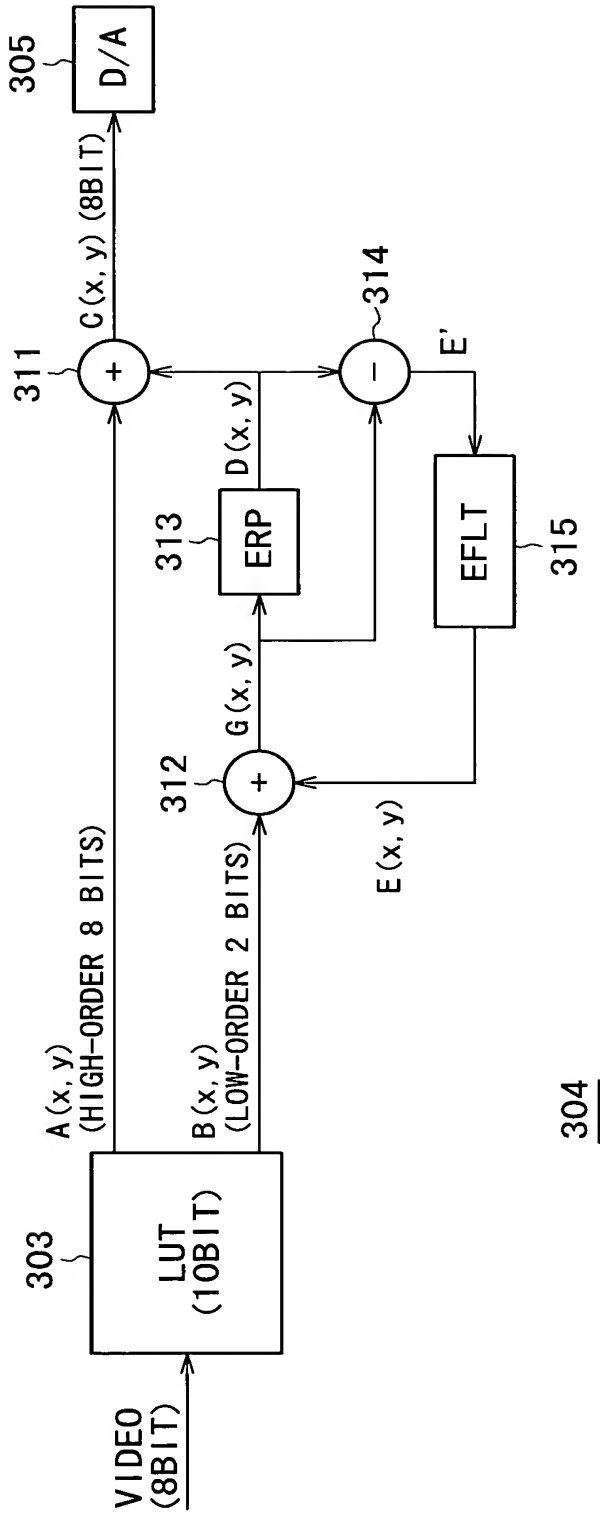 VIDEO
(8BIT)
303
LUT
(10BIT)
A(x, y)
(HIGH-ORDER 8 BITS)
B(x, y)
(LOW-ORDER 2 BITS)
312
G(x, y)
E(x, y)
313
ERP
D(x, y)
311
+
+
C(x, y) (8BIT)
305
D/A
314
-
E'
EFLT
315
304